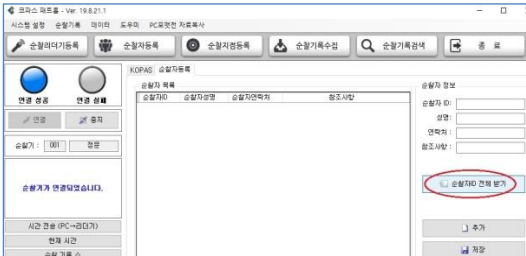 코파스 패트롤 - Ver. 19.8.21.1
시스템 설정 순찰기록 데이터 도우미 PC포켓전 자료복사
순찰리더기등록 순찰자등록 순찰지점등록 순찰기록수집 순찰기록검색 종 료
KOPAS 순찰자등록
연결 성공 연결 실패
연결 중지
순찰기 : 001 정문
순찰기가 연결되었습니다.
시간 전송 (PC→리더기)
현재 시간
순찰 기록 수
순찰자 목록
순찰자ID 순찰자성명 순찰자연락처 참조사항
순찰자 정보
순찰자 ID:
성명:
연락처 :
참조사항 :
순찰자ID 전체 받기
추가
저장